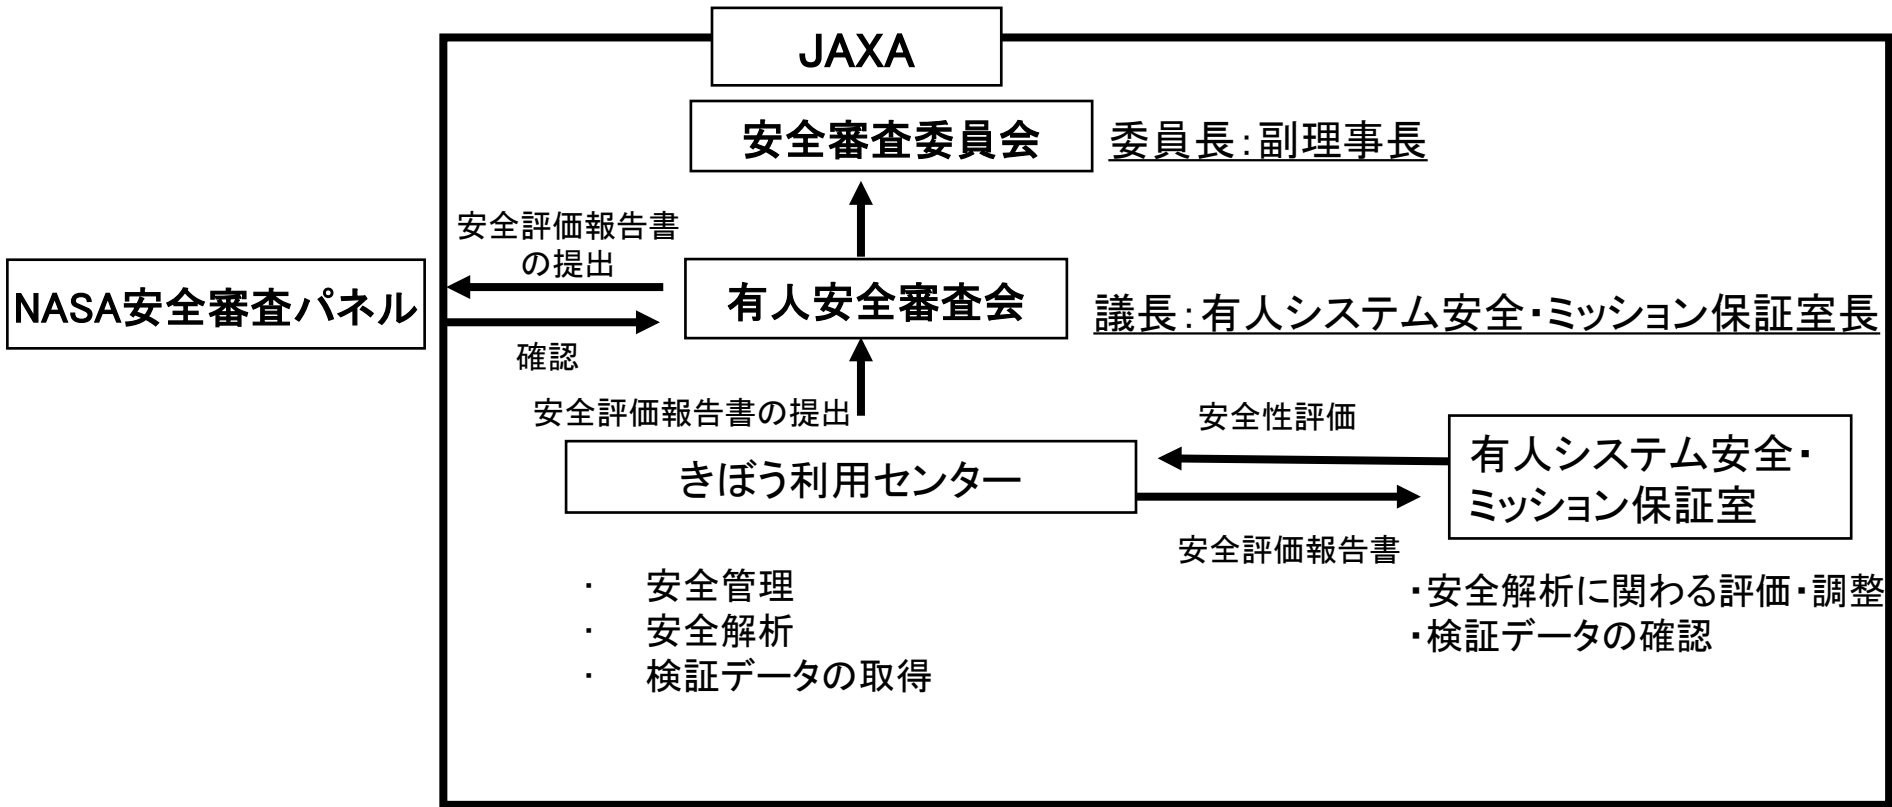 JAXA
安全審査委員会
委員長:副理事長
安全評価報告書
の提出
NASA安全審査パネル
有人安全審査会
議長:有人システム安全・ミッション保証室長
確認
安全評価報告書の提出
安全性評価
きぼう利用センター
有人システム安全・
ミッション保証室
安全評価報告書
・ 安全管理
・ 安全解析
・ 検証データの取得
・安全解析に関わる評価・調整
・検証データの確認